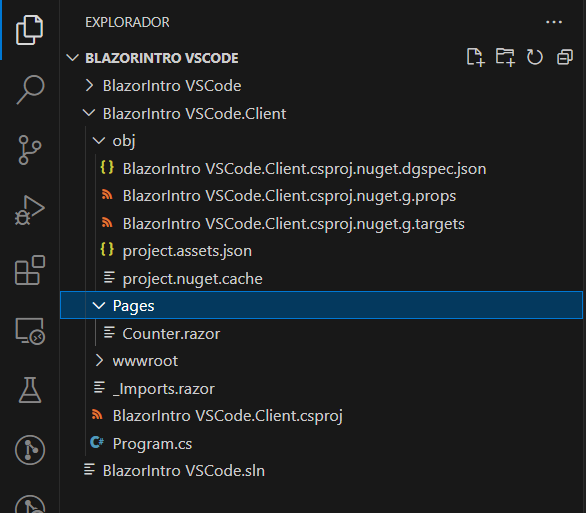 EXPLORADOR
BLAZORINTRO VSCODE
BlazorIntro VSCode
BlazorIntro VSCode.Client
obj
BlazorIntro VSCode.Client.csproj.nuget.dgspec.json
BlazorIntro VSCode.Client.csproj.nuget.g.props
BlazorIntro VSCode.Client.csproj.nuget.g.targets
project.assets.json
project.nuget.cache
Pages
Counter.razor
wwwroot
_Imports.razor
BlazorIntro VSCode.Client.csproj
Program.cs
BlazorIntro VSCode.sln